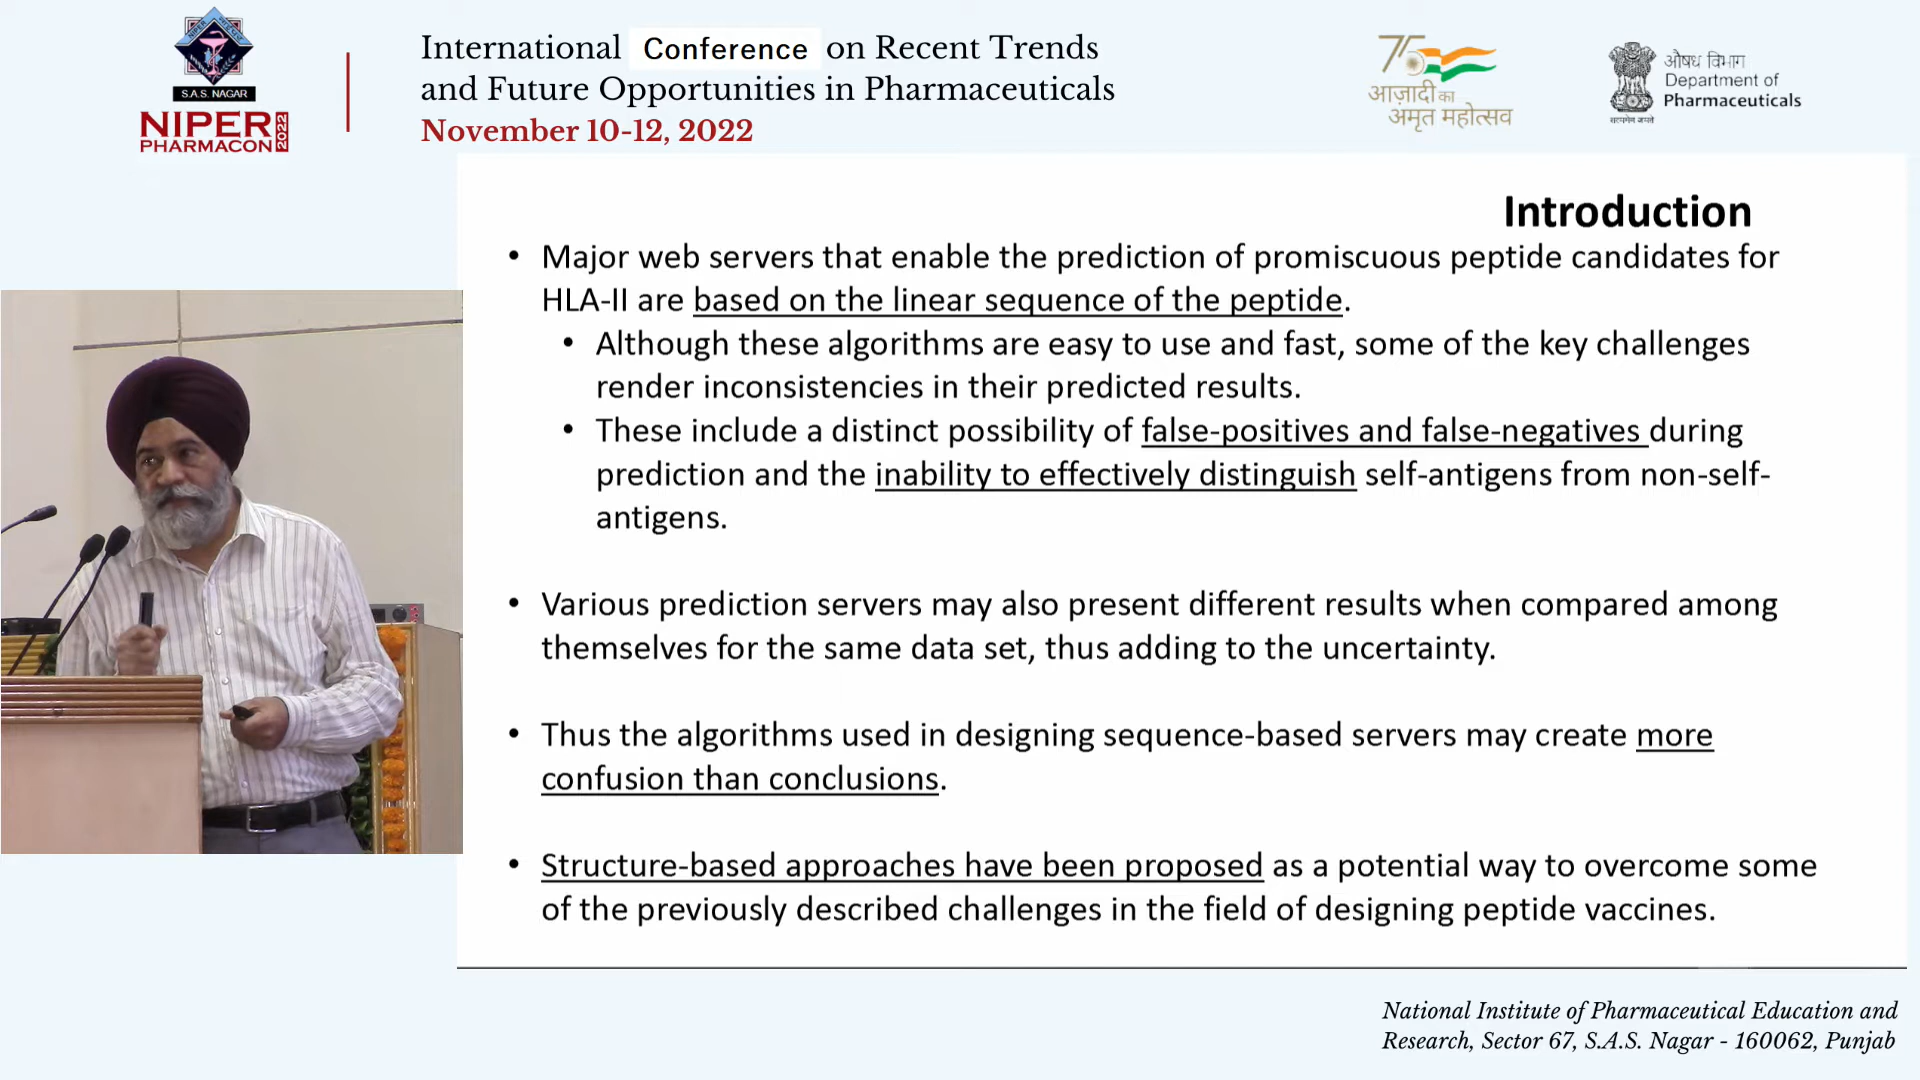 S.A.S. NAGAR
NIPER
PHARMACON 2022
International Conference on Recent Trends
and Future Opportunities in Pharmaceuticals
November 10-12, 2022
75
आज़ादी का
अमृत महोत्सव
औषध विभाग
Department of
Pharmaceuticals
सत्यमेव जयते
Introduction
• Major web servers that enable the prediction of promiscuous peptide candidates for
HLA-II are based on the linear sequence of the peptide.
• Although these algorithms are easy to use and fast, some of the key challenges
render inconsistencies in their predicted results.
• These include a distinct possibility of false-positives and false-negatives during
prediction and the inability to effectively distinguish self-antigens from non-self-
antigens.
• Various prediction servers may also present different results when compared among
themselves for the same data set, thus adding to the uncertainty.
• Thus the algorithms used in designing sequence-based servers may create more
confusion than conclusions.
• Structure-based approaches have been proposed as a potential way to overcome some
of the previously described challenges in the field of designing peptide vaccines.
National Institute of Pharmaceutical Education and
Research, Sector 67, S.A.S. Nagar - 160062, Punjab